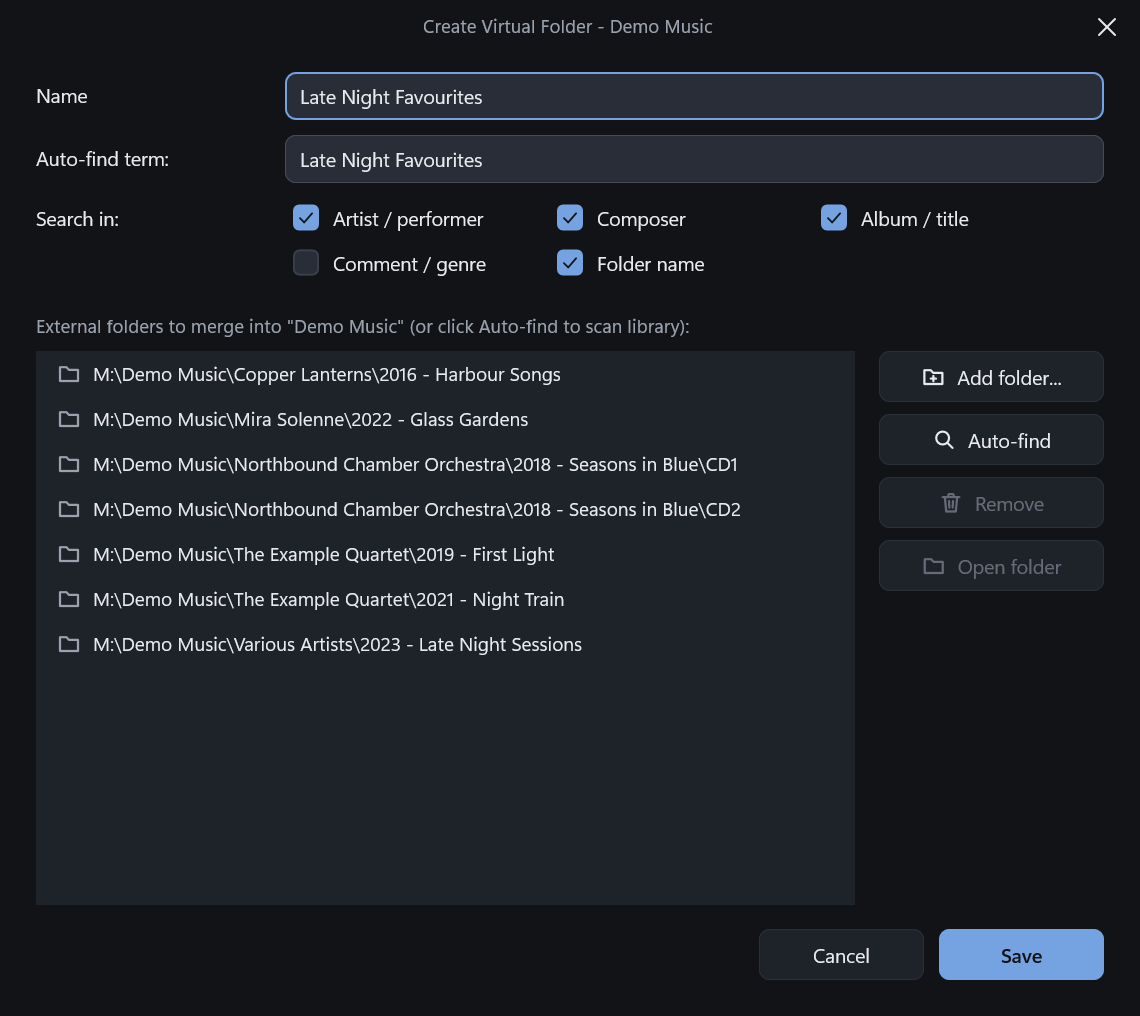 Create Virtual Folder - Demo Music
Name
Late Night Favourites
Auto-find term:
Late Night Favourites
Search in:
Artist / performer
Composer
Album / title
Comment / genre
Folder name
External folders to merge into "Demo Music" (or click Auto-find to scan library):
M:\Demo Music\Copper Lanterns\2016 - Harbour Songs
M:\Demo Music\Mira Solenne\2022 - Glass Gardens
M:\Demo Music\Northbound Chamber Orchestra\2018 - Seasons in Blue\CD1
M:\Demo Music\Northbound Chamber Orchestra\2018 - Seasons in Blue\CD2
M:\Demo Music\The Example Quartet\2019 - First Light
M:\Demo Music\The Example Quartet\2021 - Night Train
M:\Demo Music\Various Artists\2023 - Late Night Sessions
Add folder...
Auto-find
Remove
Open folder
Cancel
Save